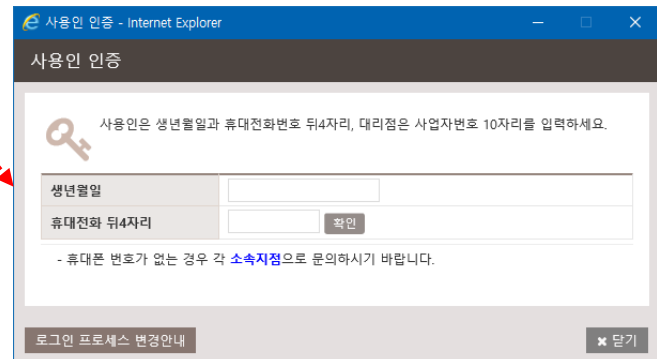 사용인 인증 - Internet Explorer
사용인 인증
사용인은 생년월일과 휴대전화번호 뒤4자리, 대리점은 사업자번호 10자리를 입력하세요.
생년월일
휴대전화 뒤4자리 확인
- 휴대폰 번호가 없는 경우 각 소속지점으로 문의하시기 바랍니다.
로그인 프로세스 변경안내 ✖ 닫기